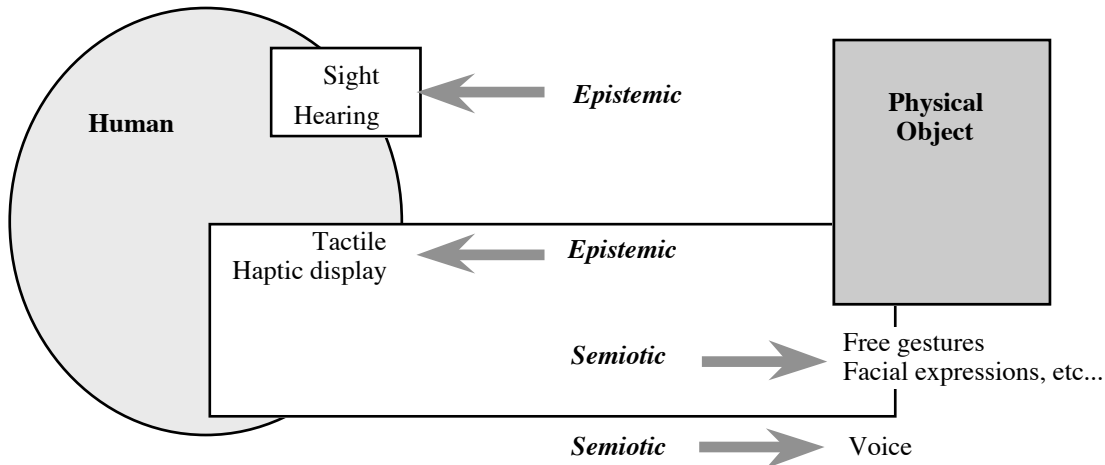 Sight
Hearing
Epistemic
Human
Physical
Object
Tactile
Haptic display
Epistemic
Semiotic
Free gestures
Facial expressions, etc...
Semiotic
Voice